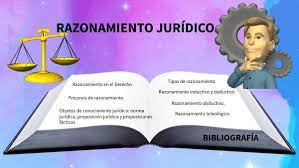 RAZONAMIENTO JURÍDICO
Razonamiento en el Derecho
Procesos de razonamiento
Objetos de conocimiento jurídico: norma
jurídica, proposición jurídica y proposiciones
fácticas
Tipos de razonamiento
Razonamiento inductivo y deductivo
Razonamiento abductivo.
Razonamiento teleológico
BIBLIOGRAFÍA